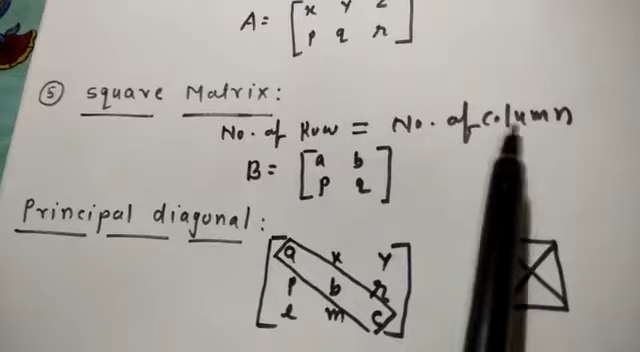 A = [ x y z
p q r ]
⑤ Square Matrix:
No. of Row = No. of column
B = [ a b
p q ]
Principal diagonal:
[ a x y
p b r
l m c ]